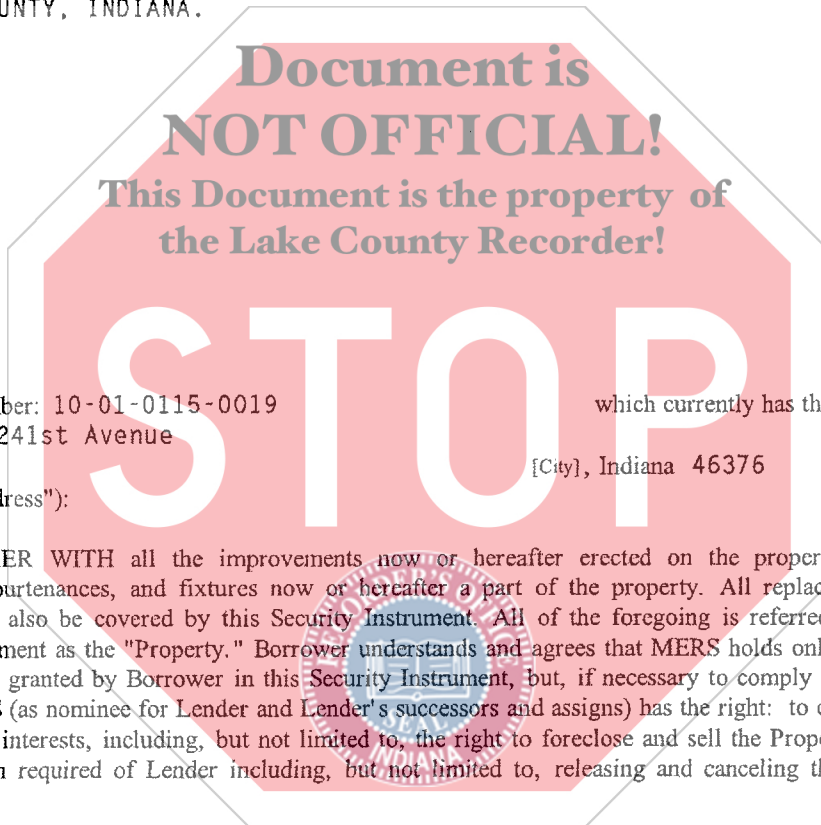 UNTY, INDIANA.
Document is
NOT OFFICIAL!
This Document is the property of
the Lake County Recorder!
STOP
ber: 10-01-0115-0019 which currently has th
241st Avenue
[City], Indiana 46376
dress"):
ER WITH all the improvements now or hereafter erected on the proper
ourtenances, and fixtures now or hereafter a part of the property. All replac
also be covered by this Security Instrument. All of the foregoing is referre
ment as the "Property." Borrower understands and agrees that MERS holds onl
granted by Borrower in this Security Instrument, but, if necessary to comply
S (as nominee for Lender and Lender's successors and assigns) has the right: to
interests, including, but not limited to, the right to foreclose and sell the Prop
n required of Lender including, but not limited to, releasing and canceling th
RECORDER'S OFFICE
SEAL
INDIANA